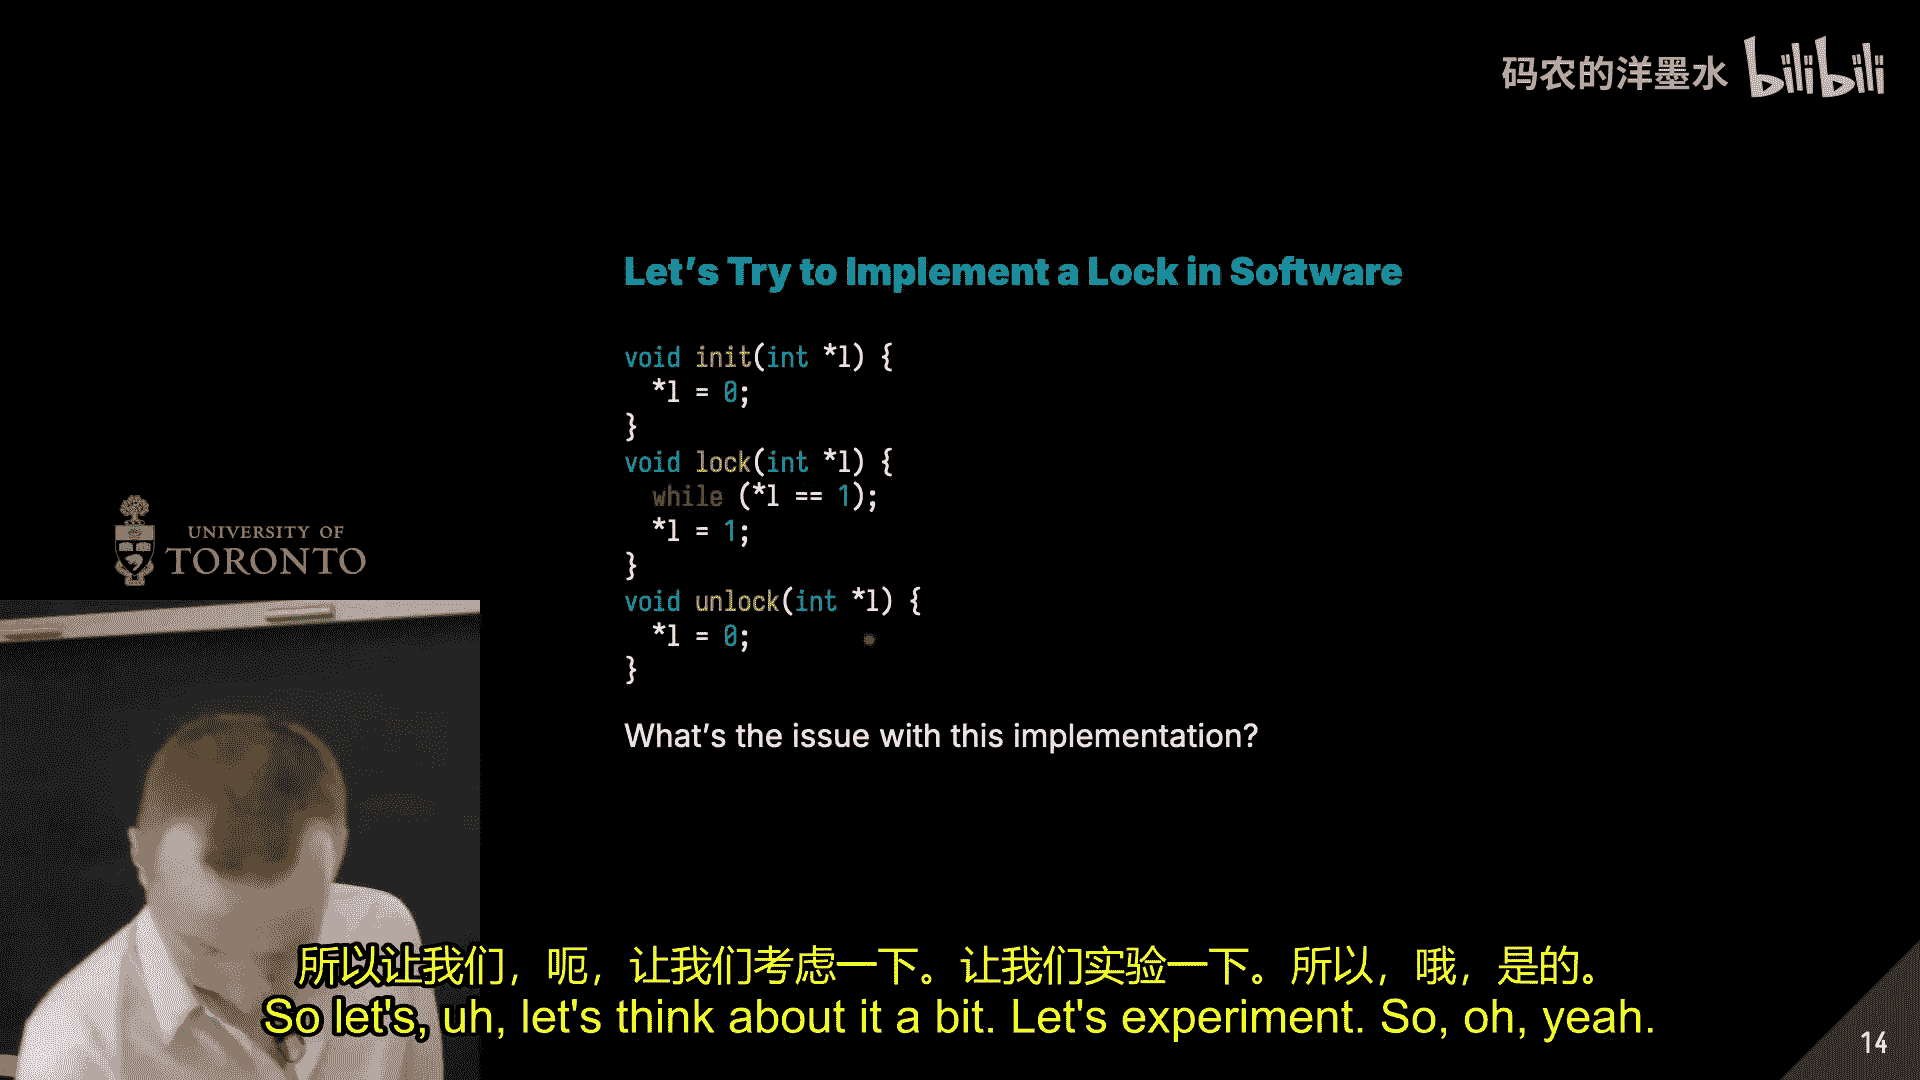 码农的洋墨水 bilibili
Let's Try to Implement a Lock in Software
void init(int *l) {
*l = 0;
}
void lock(int *l) {
while (*l == 1);
*l = 1;
}
void unlock(int *l) {
*l = 0;
}
What's the issue with this implementation?
UNIVERSITY OF
TORONTO
所以让我们，呃，让我们考虑一下。让我们实验一下。所以，哦，是的。
So let's, uh, let's think about it a bit. Let's experiment. So, oh, yeah.
14